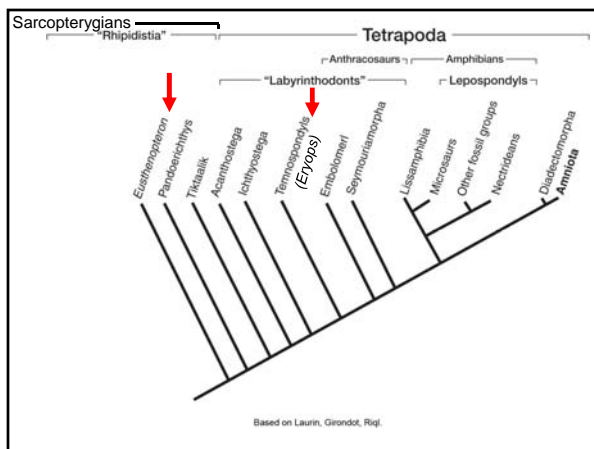 Sarcopterygians
"Rhipidistia"
Tetrapoda
Anthracosaurs
Amphibians
"Labyrinthodonts"
Lepospondyls
Eusthenopteron
Pandoerichthys
Tiktaalik
Acanthostega
Ichthyostega
Temnospondyls
(Eryops)
Embolomeri
Seymouriamorpha
Lissamphibia
Microsaurs
Other fossil groups
Nectrideans
Diadectomorpha
Amniota
Based on Laurin, Girondot, Riql.